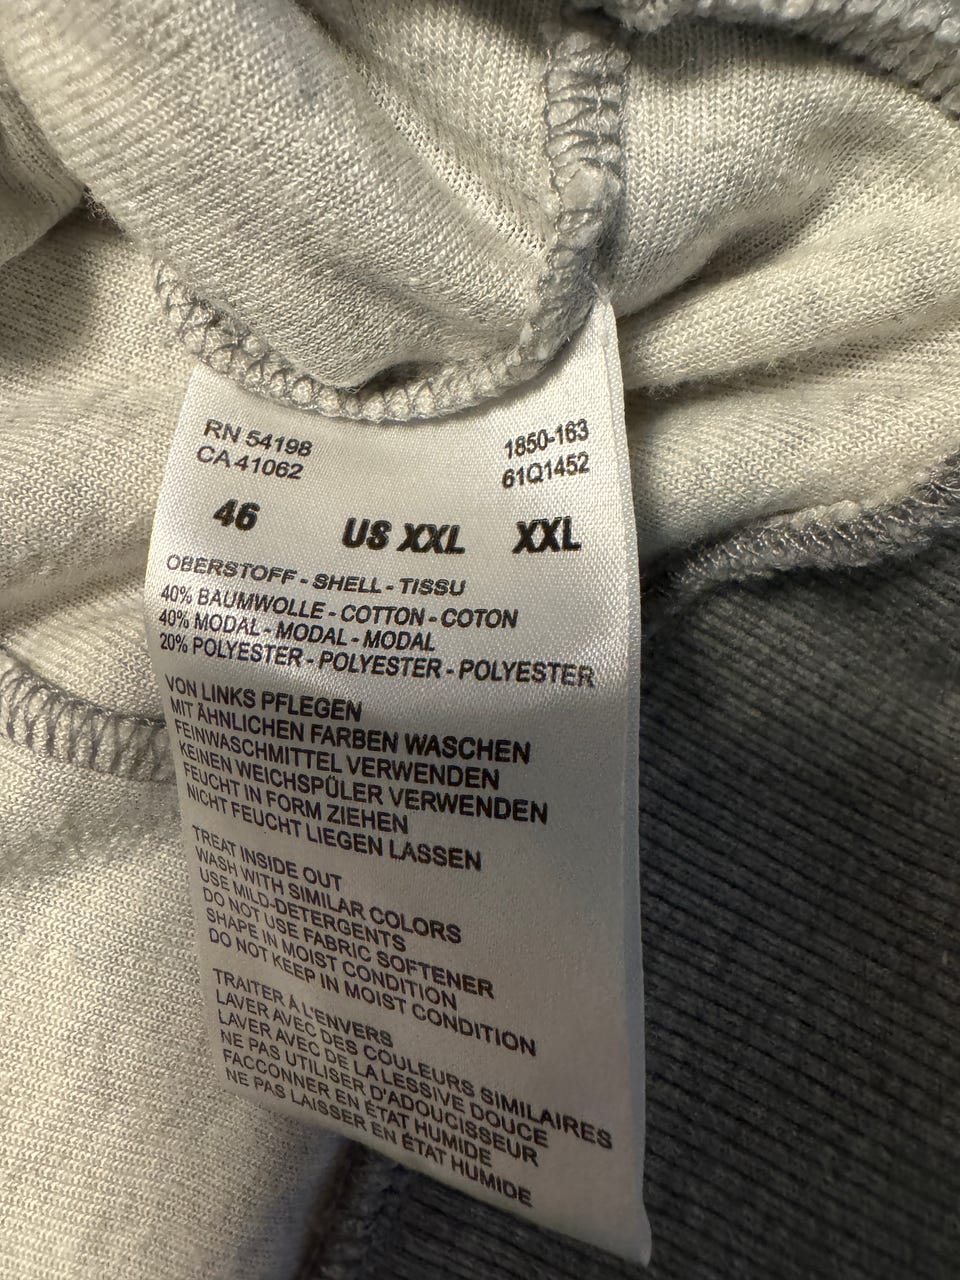 RN 54198
CA 41062
1850-163
61Q1452
46 US XXL XXL
OBERSTOFF - SHELL - TISSU
40% BAUMWOLLE - COTTON - COTON
40% MODAL - MODAL - MODAL
20% POLYESTER - POLYESTER - POLYESTER
VON LINKS PFLEGEN
MIT ÄHNLICHEN FARBEN WASCHEN
FEINWASCHMITTEL VERWENDEN
KEINEN WEICHSPÜLER VERWENDEN
FEUCHT IN FORM ZIEHEN
NICHT FEUCHT LIEGEN LASSEN
TREAT INSIDE OUT
WASH WITH SIMILAR COLORS
USE MILD-DETERGENTS
DO NOT USE FABRIC SOFTENER
SHAPE IN MOIST CONDITION
DO NOT KEEP IN MOIST CONDITION
TRAITER À L'ENVERS
LAVER AVEC DES COULEURS SIMILAIRES
LAVER AVEC DE LA LESSIVE DOUCE
NE PAS UTILISER D'ADOUCISSEUR
FACCONNER EN ÉTAT HUMIDE
NE PAS LAISSER EN ÉTAT HUMIDE